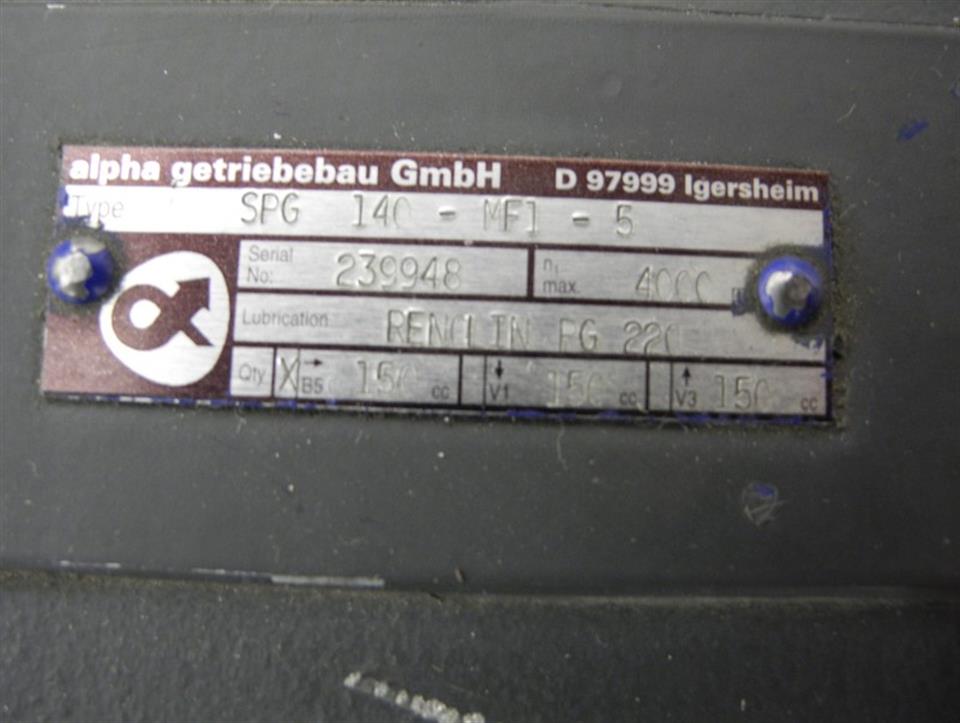 alpha getriebebau GmbH D 97999 Igersheim
Type SPG 140 - MF1 - 5
Serial No: 239948 n1 max. 4000
Lubrication RENOLIN PG 220
Qty X B5 150 cc V1 150 cc V3 150 cc